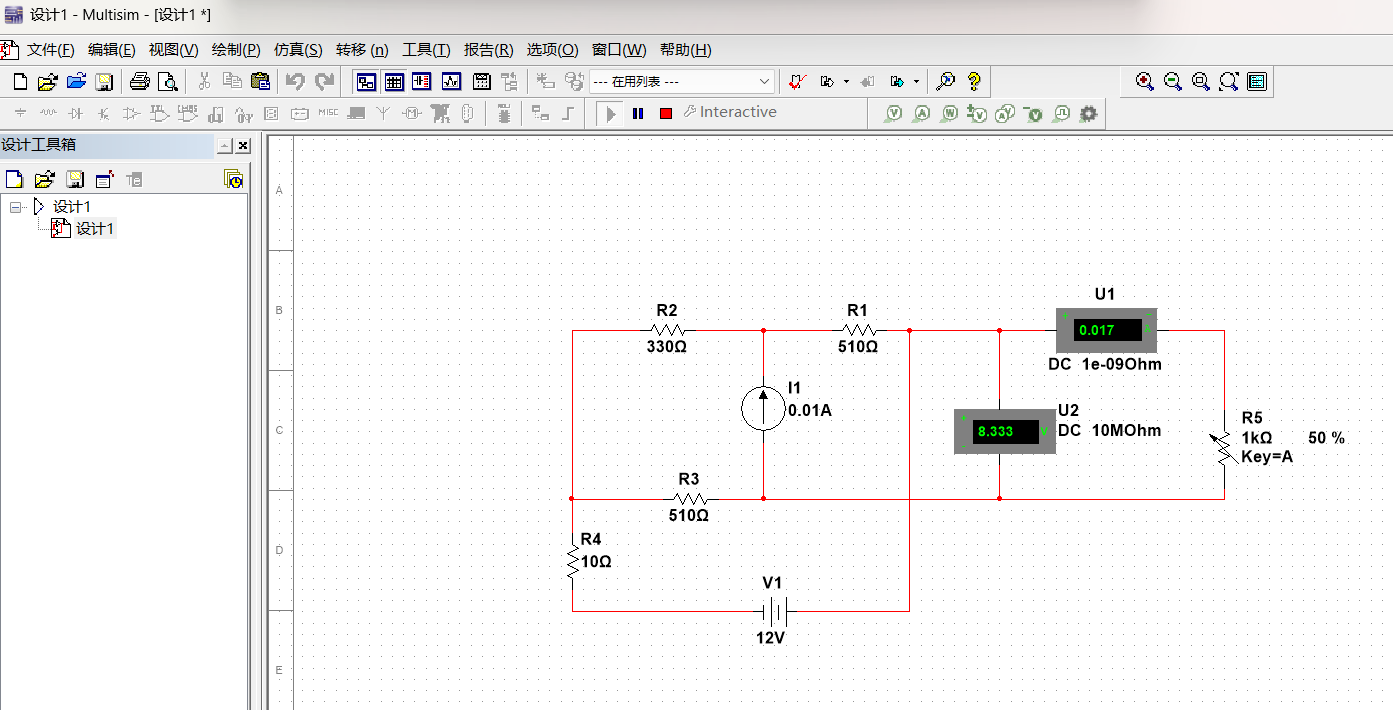 设计1 - Multisim - [设计1 *]
文件(F) 编辑(E) 视图(V) 绘制(P) 仿真(S) 转移 (n) 工具(T) 报告(R) 选项(O) 窗口(W) 帮助(H)
--- 在用列表 ---
MISC Interactive
设计工具箱
设计1
设计1
A
B
C
D
E
U1
0.017
DC 1e-09Ohm
R2
330Ω
R1
510Ω
I1
0.01A
U2
8.333 V
DC 10MOhm
R5
1kΩ 50 %
Key=A
R3
510Ω
R4
10Ω
V1
12V